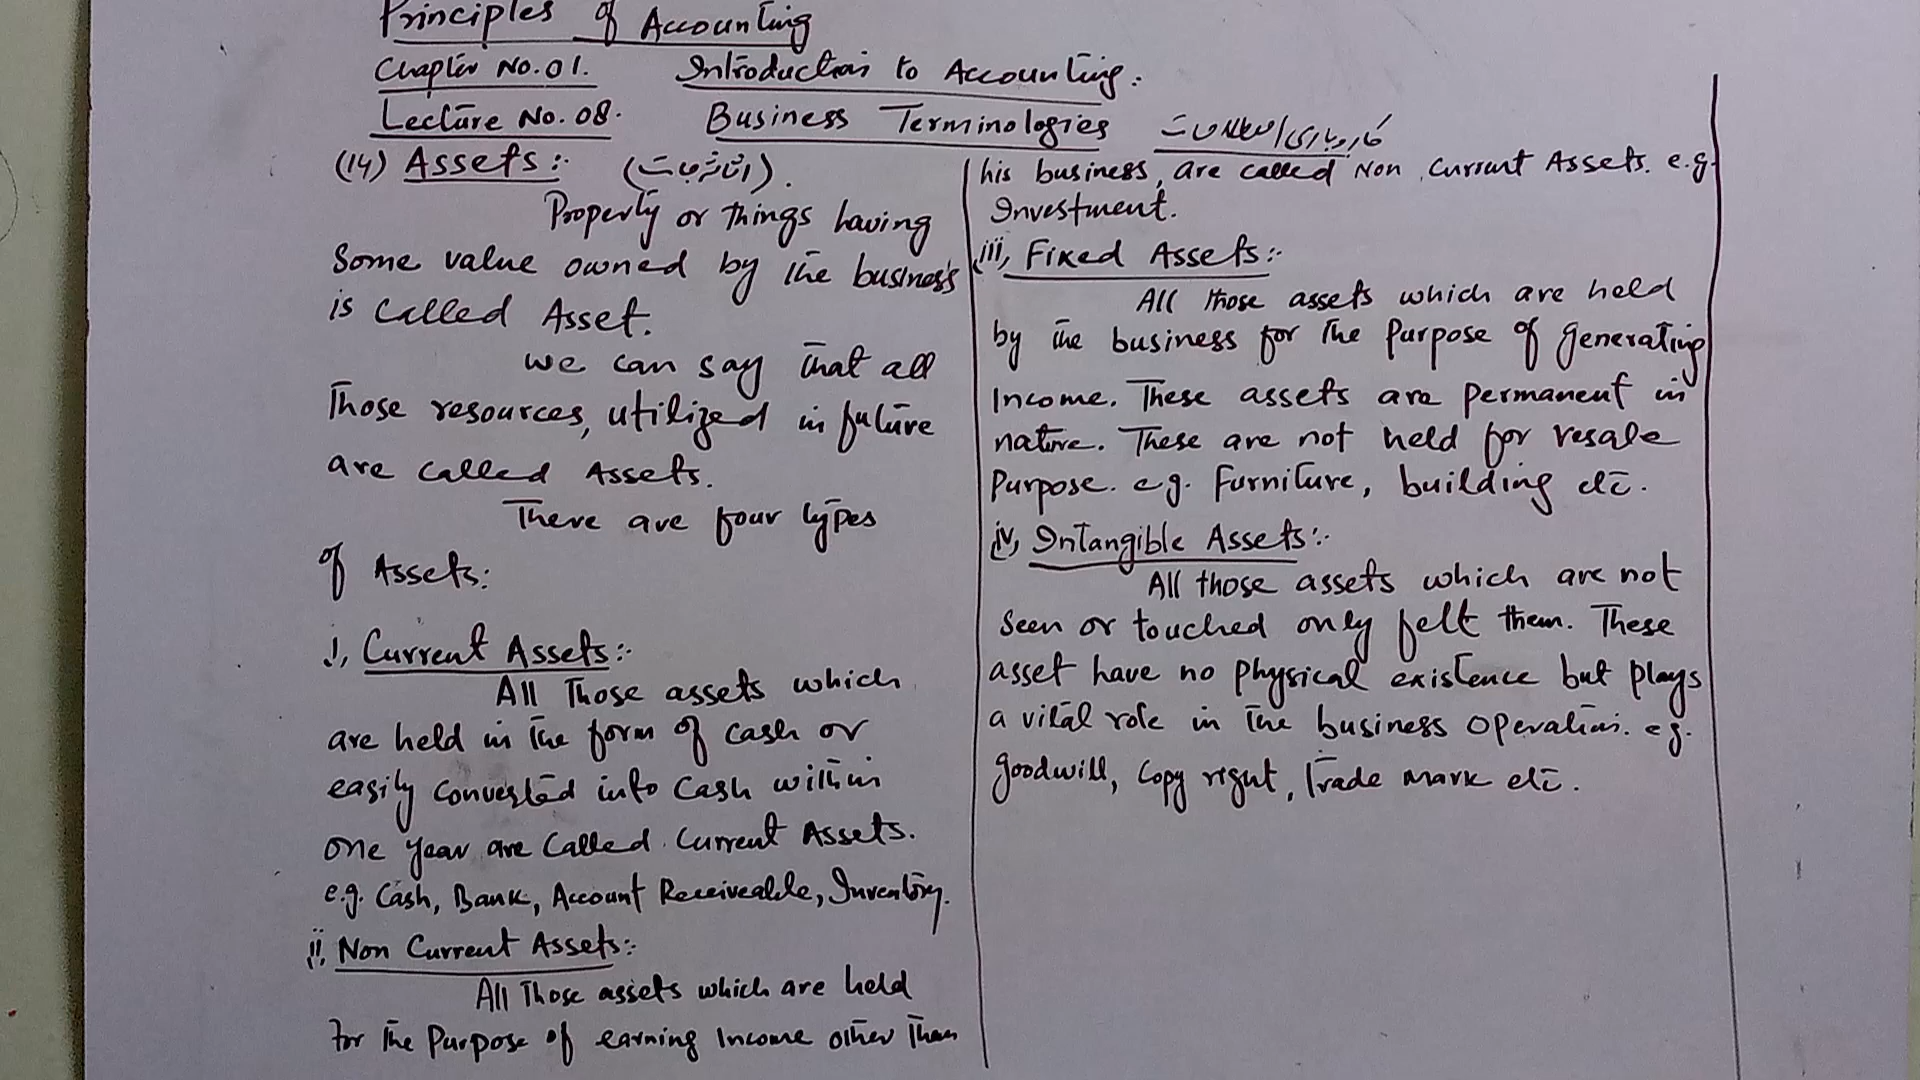 Principles of Accounting
Chapter No.01. Introduction to Accounting.
Lecture No.08. Business Terminologies کاروباری اصطلاحات
(14) Assets:- (اثاثہ جات).
Property or things having
Some value owned by the business
is Called Asset.
We can say that all
Those resources, utilized in future
are called Assets.
There are four types
of Assets:
i, Current Assets:-
All Those assets which
are held in the form of cash or
easily converted into Cash within
one year are Called Current Assets.
e.g. Cash, Bank, Account Receiveable, Inventory.
ii, Non Current Assets:-
All Those assets which are held
For the Purpose of earning Income other Than
his business, are called Non Current Assets. e.g.
Investment.
iii, Fixed Assets:-
All those assets which are held
by the business for the Purpose of generating
Income. These assets are permanent in
nature. These are not held for resale
Purpose. e.g. Furniture, building etc.
iv, Intangible Assets:-
All those assets which are not
seen or touched only felt them. These
asset have no physical existence but plays
a vital role in the business operation. e.g.
goodwill, Copy right, Trade mark etc.